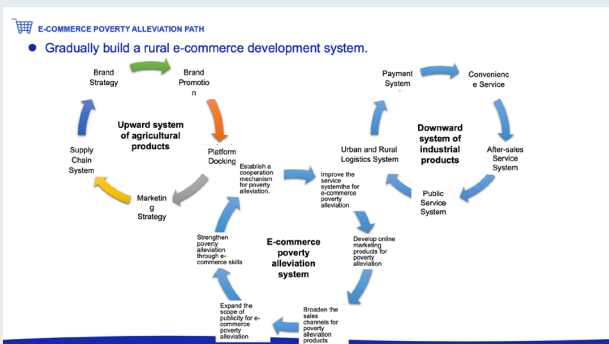 E-COMMERCE POVERTY ALLEVIATION PATH
Gradually build a rural e-commerce development system.
Brand
Strategy
Brand
Promotio
n
Platform
Docking
Marketin
g
Strategy
Supply
Chain
System
Upward system
of agricultural
products
Payment
System
Convenienc
e Service
After-sales
Service
System
Public
Service
System
Urban and Rural
Logistics System
Downward
system of
industrial
products
Establish a
cooperation
mechanism
for poverty
alleviation.
Improve the
service
systemthe for
e-commerce
poverty
alleviation
Develop online
marketing
products for
poverty
alleviation
Broaden the
sales
channels for
poverty
alleviation
products
Expand the
scope of
publicity for e-
commerce
poverty
alleviation
Strengthen
poverty
alleviation
through e-
commerce skills
E-commerce
poverty
alleviation
system